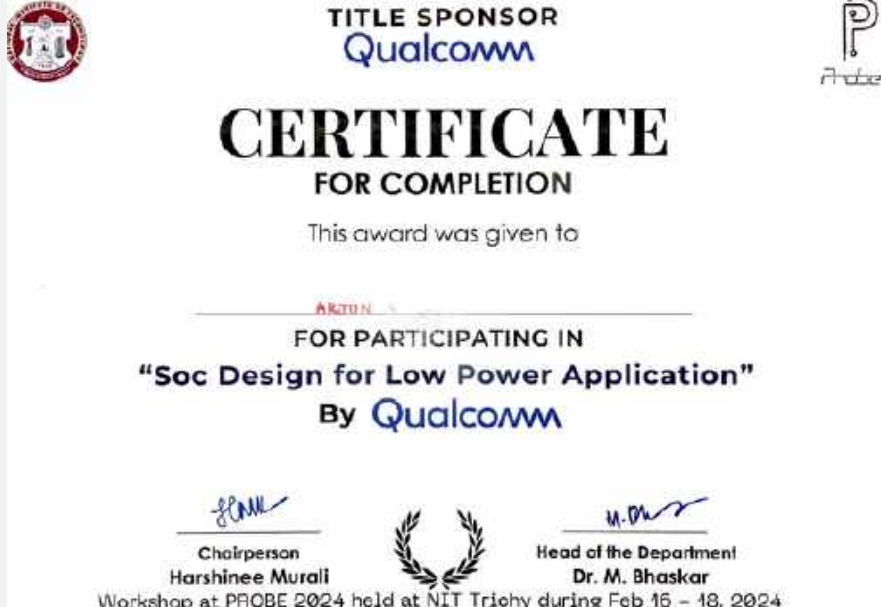 TITLE SPONSOR
Qualcomm
Probe
CERTIFICATE
FOR COMPLETION
This award was given to
ARJUN
FOR PARTICIPATING IN
“Soc Design for Low Power Application”
By Qualcomm
Chairperson
Harshinee Murali
Head of the Department
Dr. M. Bhaskar
Workshop at PROBE 2024 held at NIT Trichy during Feb 16 – 18, 2024